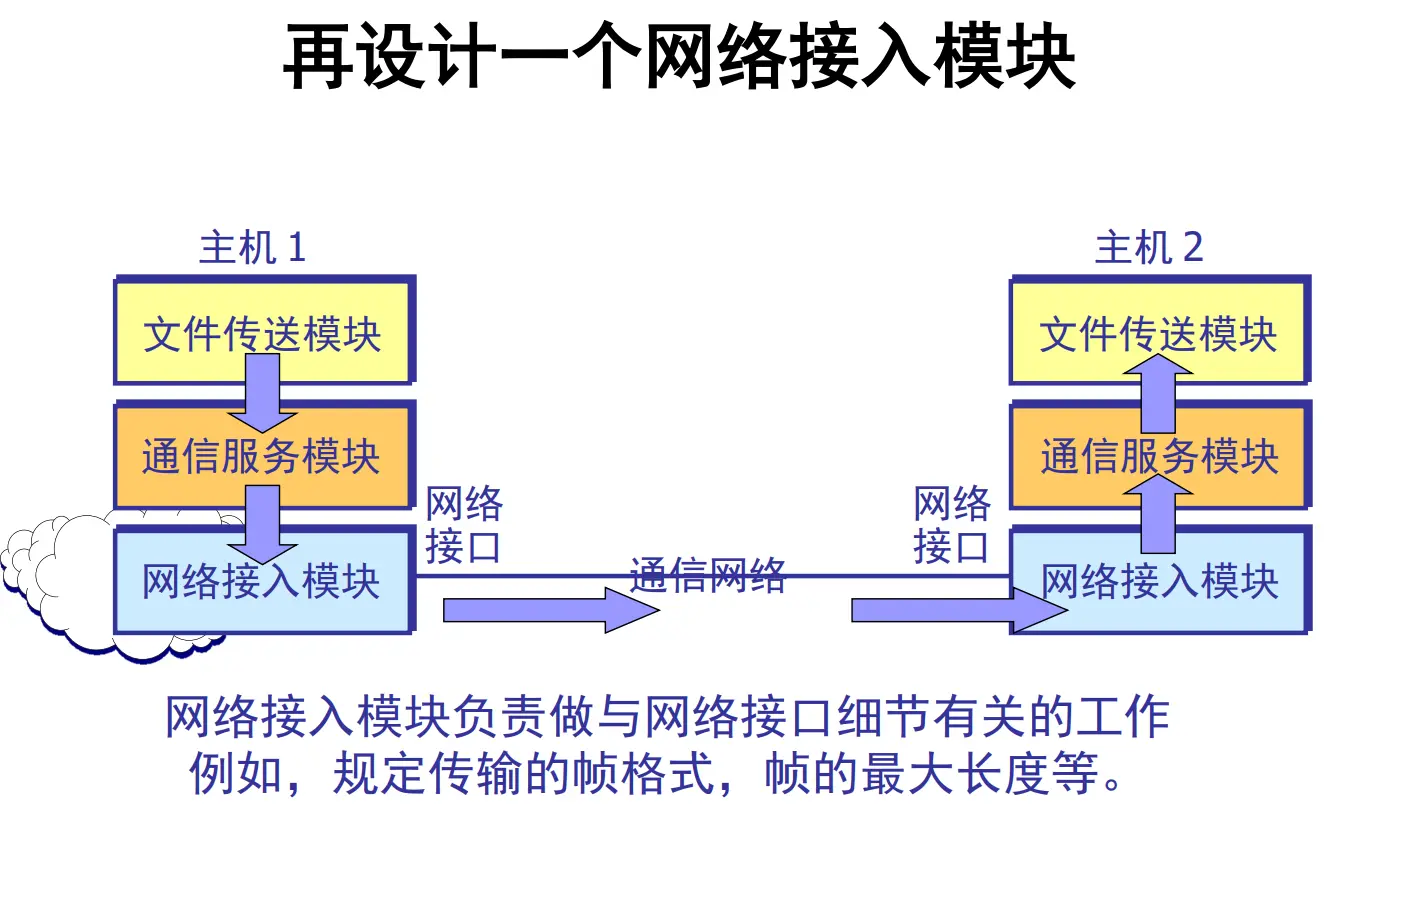 再设计一个网络接入模块
主机 1
主机 2
文件传送模块
文件传送模块
通信服务模块
通信服务模块
网络
接口
网络
接口
网络接入模块
通信网络
网络接入模块
网络接入模块负责做与网络接口细节有关的工作
例如，规定传输的帧格式，帧的最大长度等。